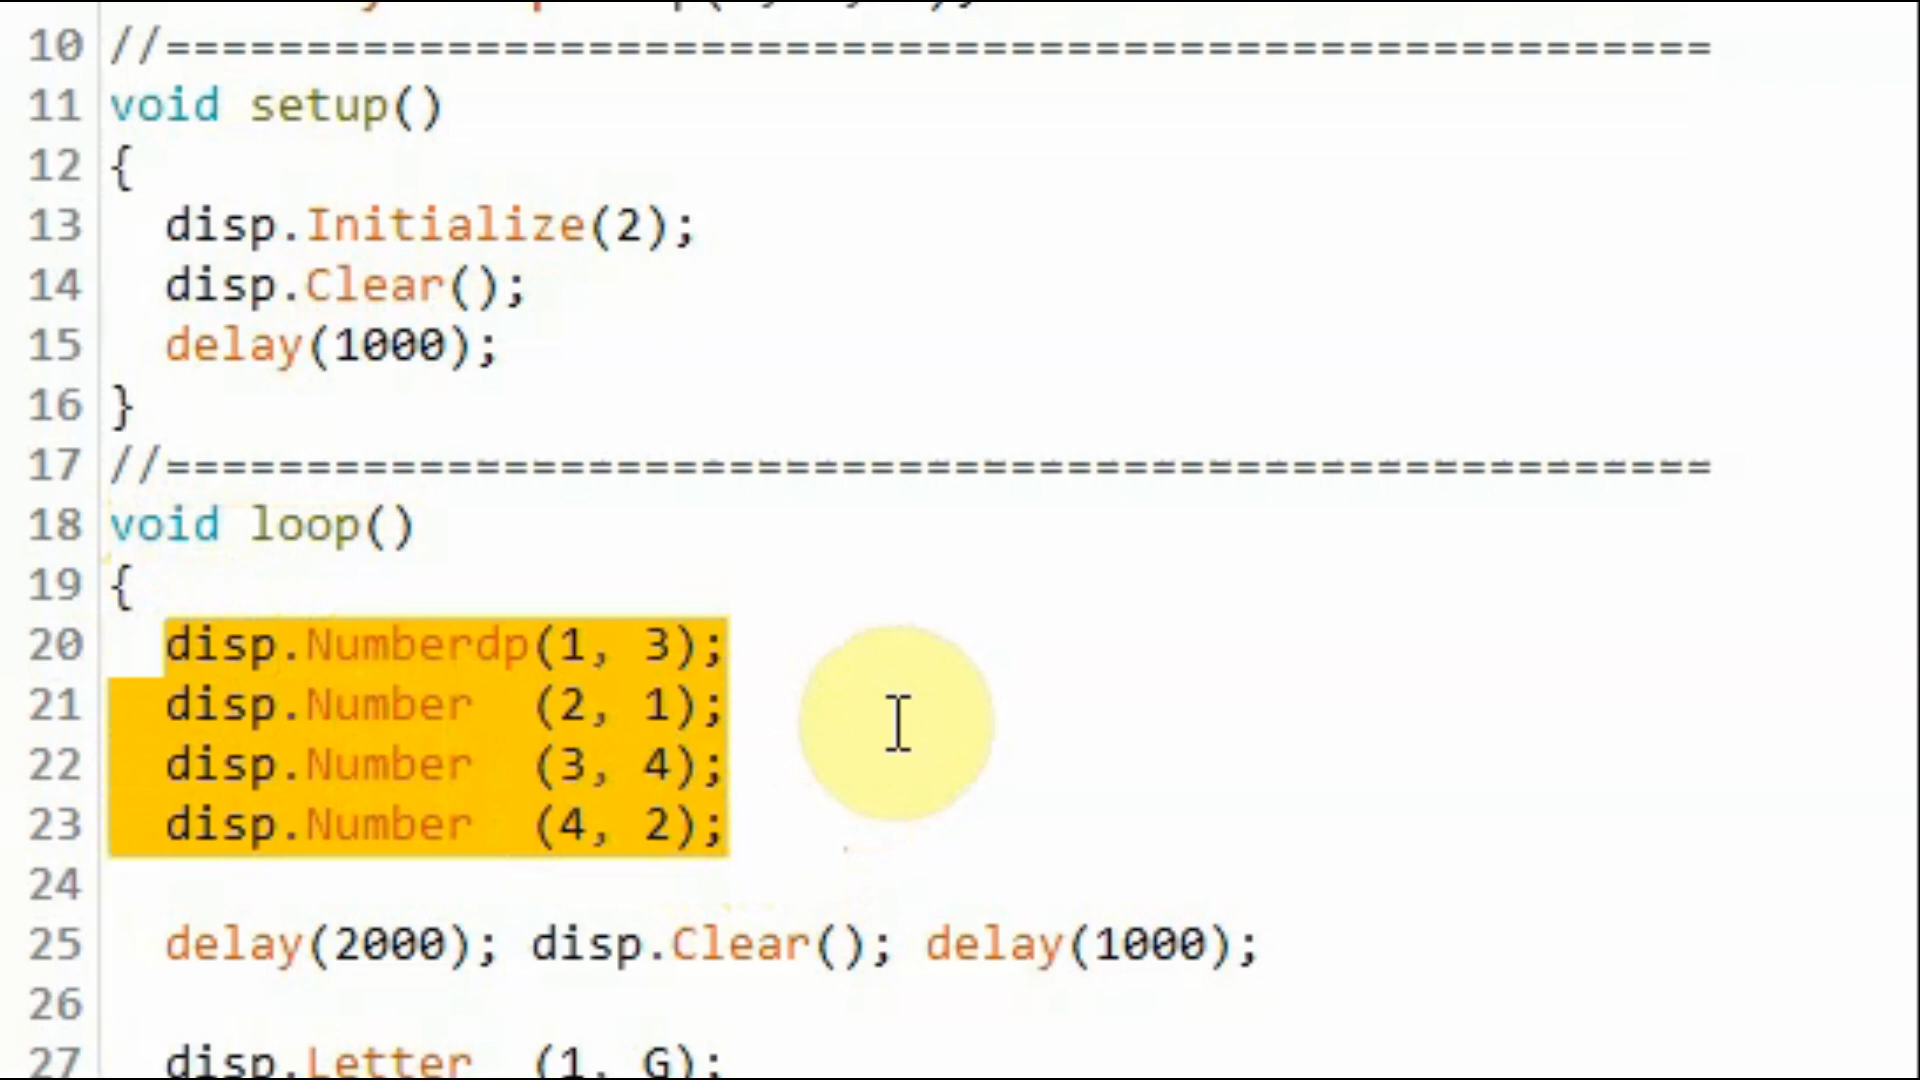 10 //========================================================
11 void setup()
12 {
13   disp.Initialize(2);
14   disp.Clear();
15   delay(1000);
16 }
17 //========================================================
18 void loop()
19 {
20   disp.Numberdp(1, 3);
21   disp.Number  (2, 1);
22   disp.Number  (3, 4);
23   disp.Number  (4, 2);
24
25   delay(2000); disp.Clear(); delay(1000);
26
27   disp.Letter  (1, G);